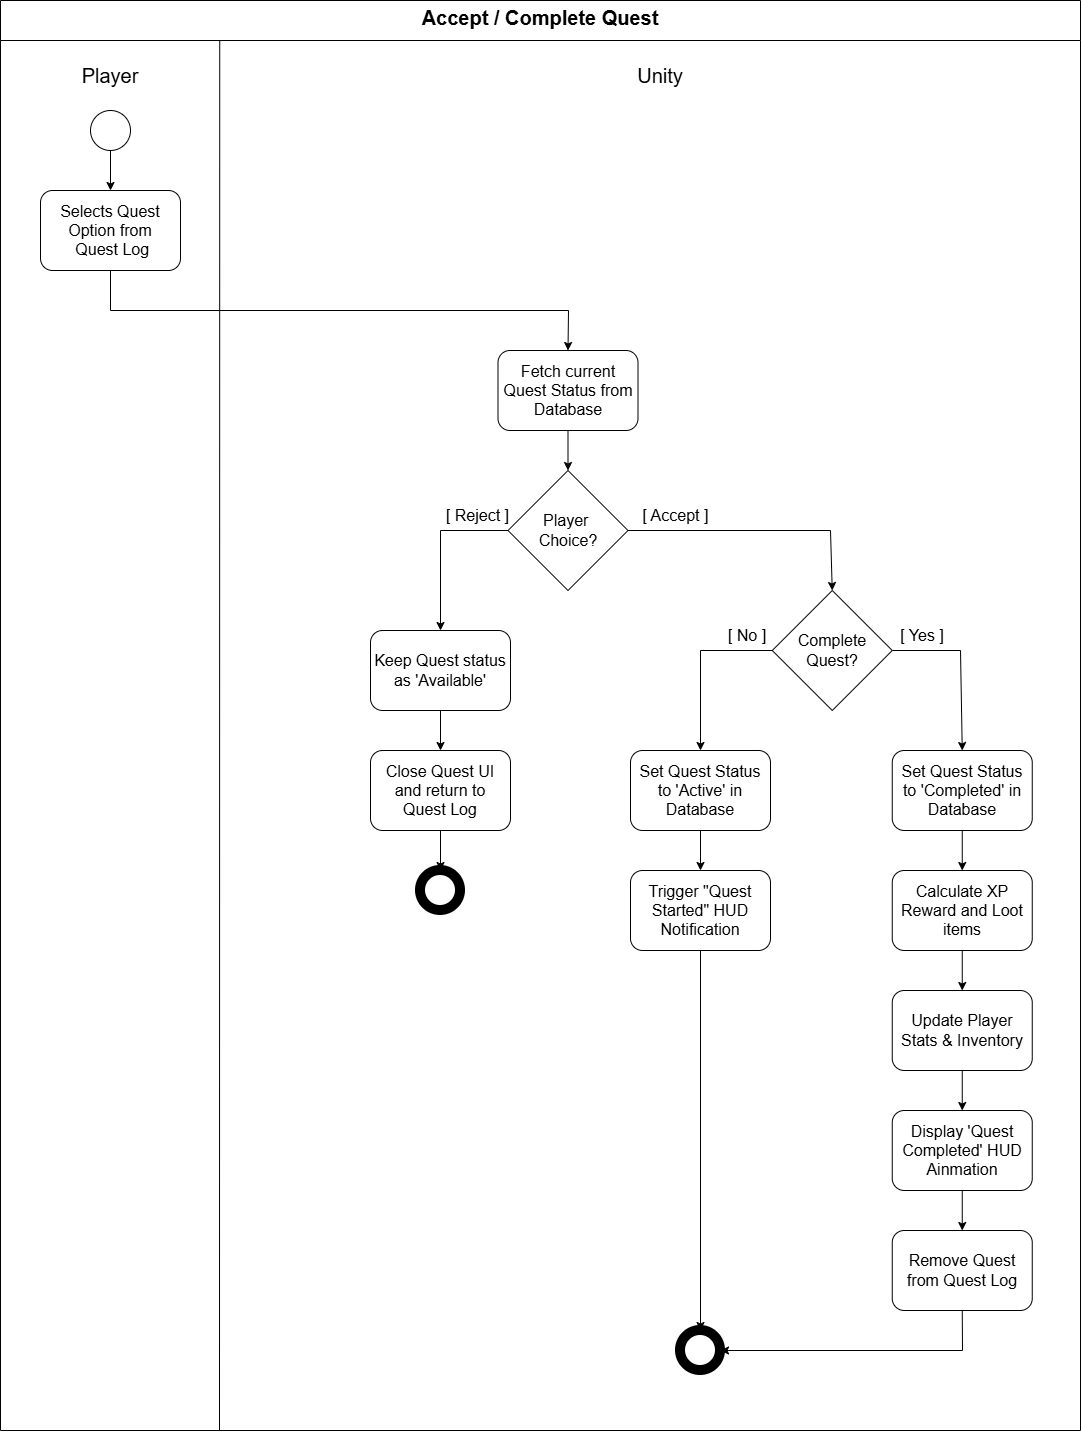 Accept / Complete Quest
Player
Unity
Selects Quest
Option from
Quest Log
Fetch current
Quest Status from
Database
[ Reject ]
Player
Choice?
[ Accept ]
Keep Quest status
as 'Available'
Close Quest UI
and return to
Quest Log
[ No ]
Complete
Quest?
[ Yes ]
Set Quest Status
to 'Active' in
Database
Trigger "Quest
Started" HUD
Notification
Set Quest Status
to 'Completed' in
Database
Calculate XP
Reward and Loot
items
Update Player
Stats & Inventory
Display 'Quest
Completed' HUD
Ainmation
Remove Quest
from Quest Log